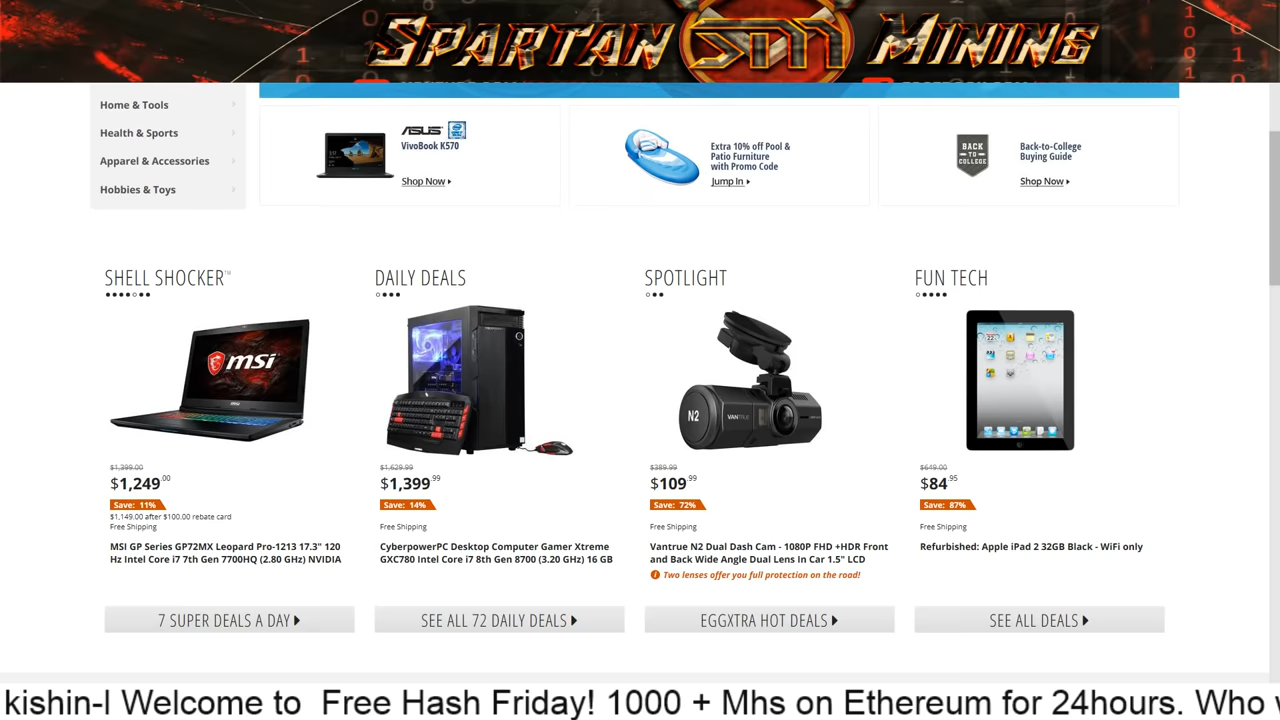 SPARTAN SM MINING
Home & Tools
Health & Sports
Apparel & Accessories
Hobbies & Toys
ASUS
VivoBook K570
Shop Now
Extra 10% off Pool &
Patio Furniture
with Promo Code
Jump In
BACK
TO
COLLEGE
Back-to-College
Buying Guide
Shop Now
SHELL SHOCKER™
msi
$1,399.00
$1,249.00
Save: 11%
$1,149.00 after $100.00 rebate card
Free Shipping
MSI GP Series GP72MX Leopard Pro-1213 17.3" 120
Hz Intel Core i7 7th Gen 7700HQ (2.80 GHz) NVIDIA
7 SUPER DEALS A DAY
DAILY DEALS
$1,629.99
$1,399.99
Save: 14%
Free Shipping
CyberpowerPC Desktop Computer Gamer Xtreme
GXC780 Intel Core i7 8th Gen 8700 (3.20 GHz) 16 GB
SEE ALL 72 DAILY DEALS
SPOTLIGHT
N2
VANTRUE
$389.99
$109.99
Save: 72%
Free Shipping
Vantrue N2 Dual Dash Cam - 1080P FHD +HDR Front
and Back Wide Angle Dual Lens In Car 1.5" LCD
Two lenses offer you full protection on the road!
EGGXTRA HOT DEALS
FUN TECH
$649.00
$84.95
Save: 87%
Free Shipping
Refurbished: Apple iPad 2 32GB Black - WiFi only
SEE ALL DEALS
kishin-l Welcome to Free Hash Friday! 1000 + Mhs on Ethereum for 24hours. Who